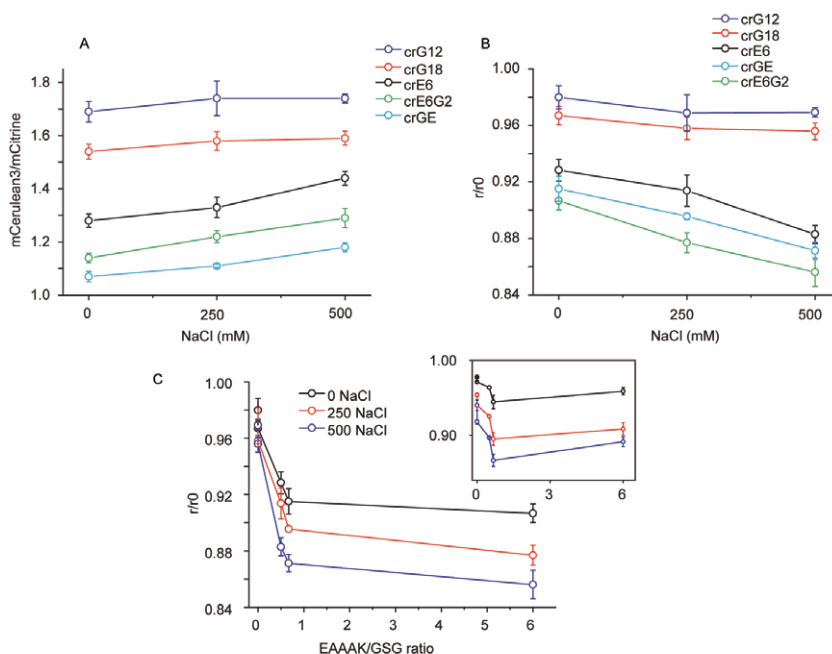 A
crG12
crG18
crE6
crE6G2
crGE
1.8
1.6
1.4
1.2
1.0
mCerulean3/mCitrine
0
250
500
NaCl (mM)
B
crG12
crG18
crE6
crGE
crE6G2
1.00
0.96
0.92
0.88
0.84
r/r0
0
250
500
NaCl (mM)
C
0 NaCl
250 NaCl
500 NaCl
1.00
0.96
0.92
0.88
0.84
r/r0
0
1
2
3
4
5
6
EAAAK/GSG ratio
1.00
0.90
0
3
6